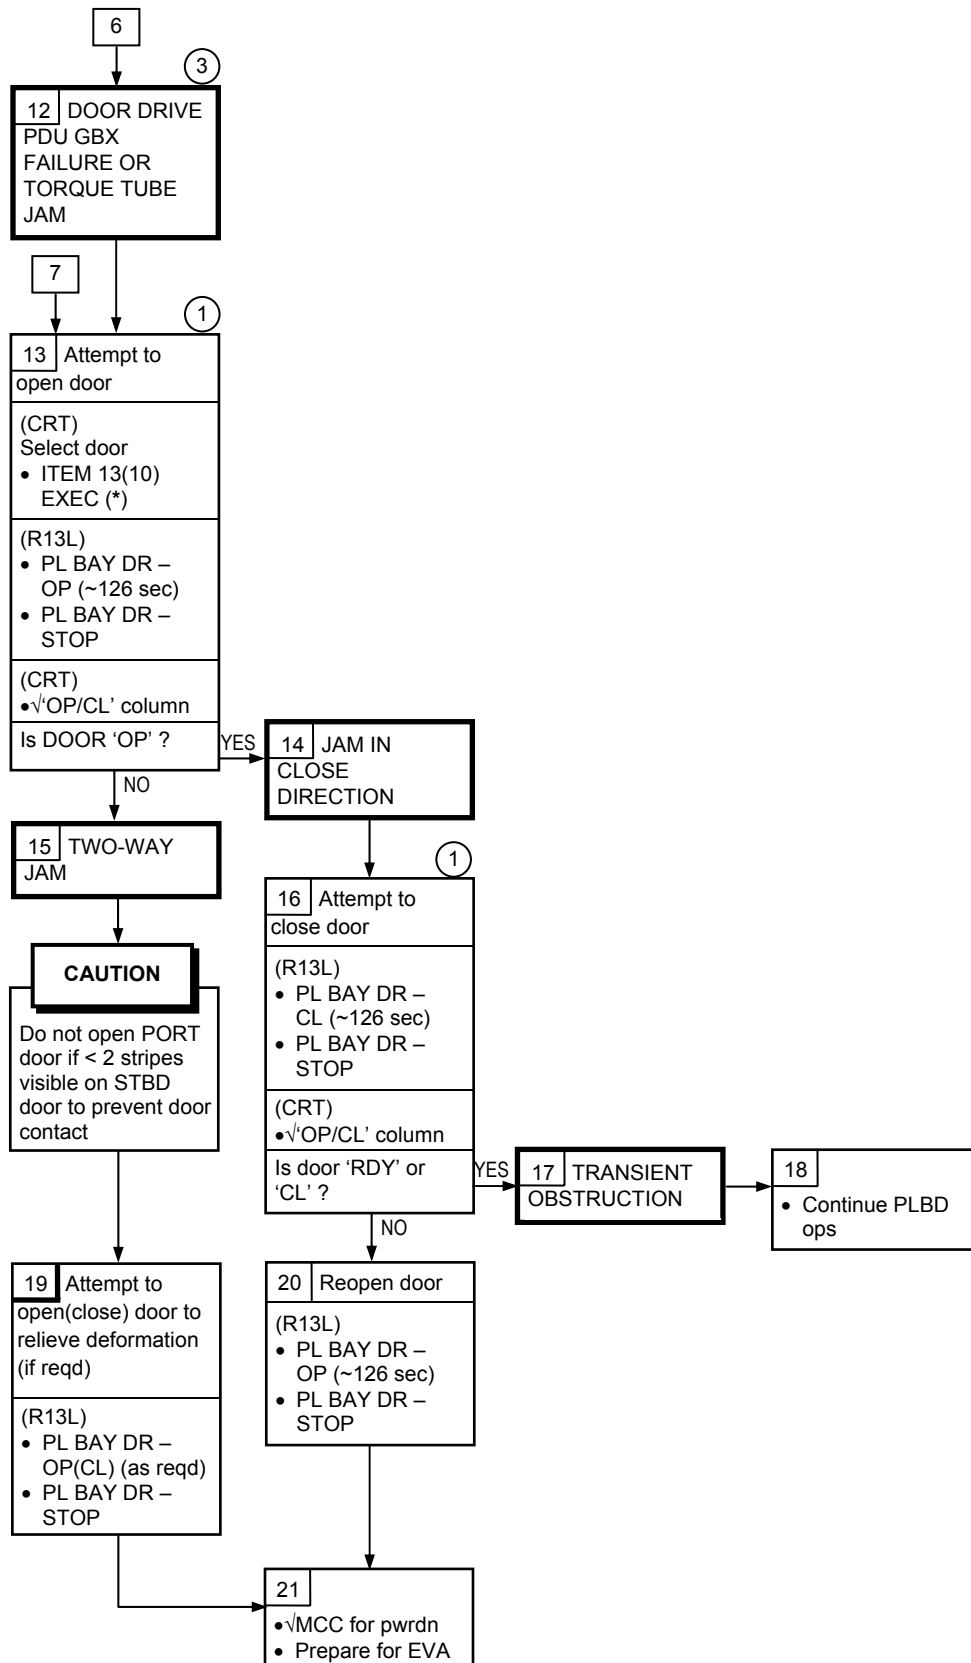 6
3
12 DOOR DRIVE
PDU GBX
FAILURE OR
TORQUE TUBE
JAM
7
1
13 Attempt to
open door
(CRT)
Select door
• ITEM 13(10)
EXEC (*)
(R13L)
• PL BAY DR –
OP (~126 sec)
• PL BAY DR –
STOP
(CRT)
•√‘OP/CL’ column
Is DOOR ‘OP’ ?
YES
NO
14 JAM IN
CLOSE
DIRECTION
15 TWO-WAY
JAM
CAUTION
Do not open PORT
door if < 2 stripes
visible on STBD
door to prevent door
contact
1
16 Attempt to
close door
(R13L)
• PL BAY DR –
CL (~126 sec)
• PL BAY DR –
STOP
(CRT)
•√‘OP/CL’ column
Is door ‘RDY’ or
‘CL’ ?
YES
NO
17 TRANSIENT
OBSTRUCTION
18
• Continue PLBD
ops
19 Attempt to
open(close) door to
relieve deformation
(if reqd)
(R13L)
• PL BAY DR –
OP(CL) (as reqd)
• PL BAY DR –
STOP
20 Reopen door
(R13L)
• PL BAY DR –
OP (~126 sec)
• PL BAY DR –
STOP
21
•√MCC for pwrdn
• Prepare for EVA